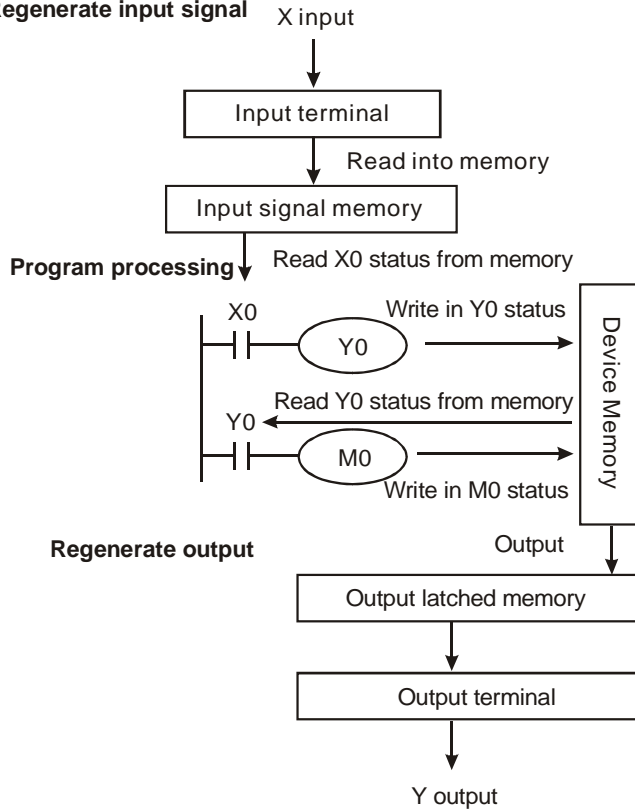 egenerate input signal
X input
Input terminal
Read into memory
Input signal memory
Program processing
Read X0 status from memory
X0
Write in Y0 status
Y0
Device Memory
Read Y0 status from memory
Y0
M0
Write in M0 status
Regenerate output
Output
Output latched memory
Output terminal
Y output